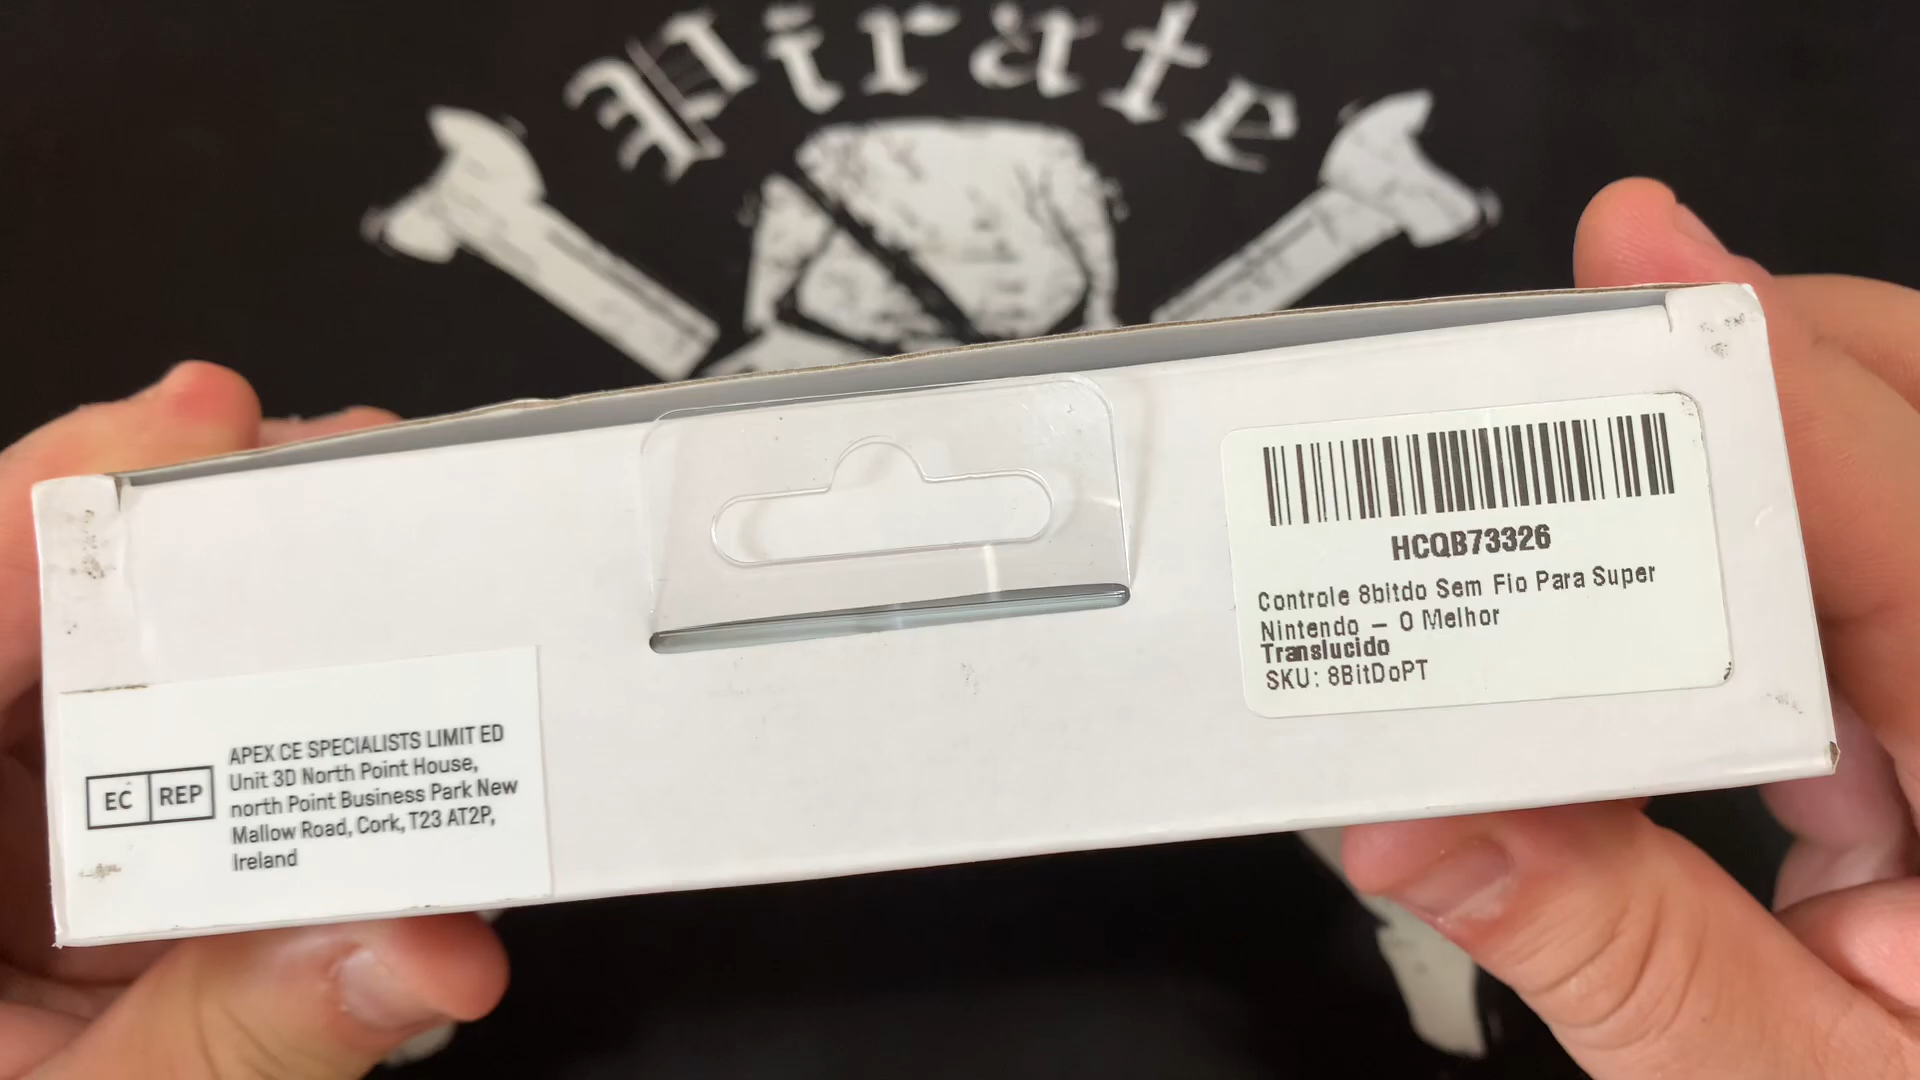 Pirate
HCQB73326
Controle 8bitdo Sem Fio Para Super
Nintendo – O Melhor
Translucido
SKU: 8BitDoPT
EC REP
APEX CE SPECIALISTS LIMIT ED
Unit 3D North Point House,
north Point Business Park New
Mallow Road, Cork, T23 AT2P,
Ireland